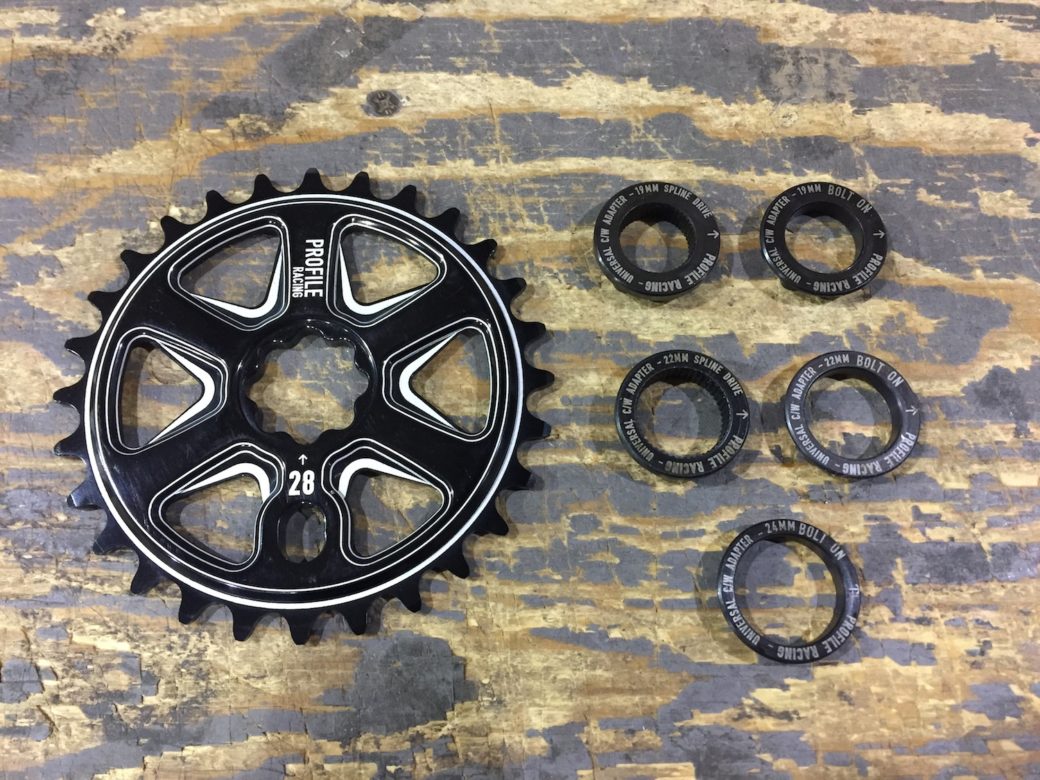 PROFILE
RACING
↑
28
UNIVERSAL C/W ADAPTER - 19MM SPLINE DRIVE ↑
PROFILE RACING -
UNIVERSAL C/W ADAPTER - 19MM BOLT ON ↑
PROFILE RACING -
UNIVERSAL C/W ADAPTER - 22MM SPLINE DRIVE ↑
PROFILE RACING -
UNIVERSAL C/W ADAPTER - 22MM BOLT ON ↑
PROFILE RACING -
UNIVERSAL C/W ADAPTER - 24MM BOLT ON ↑
PROFILE RACING -